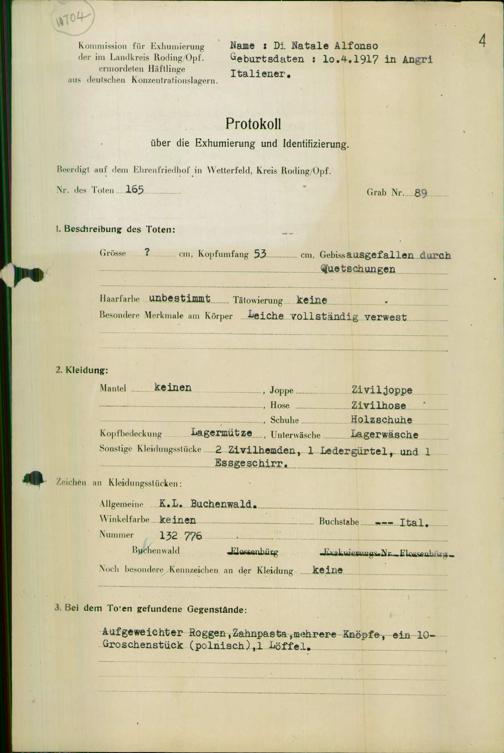 11704
4
Kommission für Exhumierung
der im Landkreis Roding/Opf.
ermordeten Häftlinge
aus deutschen Konzentrationslagern.
Name : Di Natale Alfonso
Geburtsdaten : 1o.4.1917 in Angri
Italiener.
Protokoll
über die Exhumierung und Identifizierung.
Beerdigt auf dem Ehrenfriedhof in Wetterfeld, Kreis Roding/Opf.
Nr. des Toten 165 Grab Nr. 89
1. Beschreibung des Toten:
Grösse ? cm, Kopfumfang 53 cm, Gebiss ausgefallen durch
Quetschungen
Haarfarbe unbestimmt Tätowierung keine
Besondere Merkmale am Körper Leiche vollständig verwest
2. Kleidung:
Mantel keinen , Joppe Ziviljoppe
, Hose Zivilhose
, Schuhe Holzschuhe
Kopfbedeckung Lagermütze , Unterwäsche Lagerwäsche
Sonstige Kleidungsstücke 2 Zivilhemden, 1 Ledergürtel, und 1
Essgeschirr.
Zeichen an Kleidungsstücken:
Allgemeine K.L. Buchenwald.
Winkelfarbe keinen Buchstabe --- Ital.
Nummer 132 776
Buchenwald Flossenbürg Evakuierungs-Nr. Flossenbürg
Noch besondere Kennzeichen an der Kleidung keine
3. Bei dem Toten gefundene Gegenstände:
Aufgeweichter Roggen,Zahnpasta,mehrere Knöpfe, ein 10-
Groschenstück (polnisch),1 Löffel.